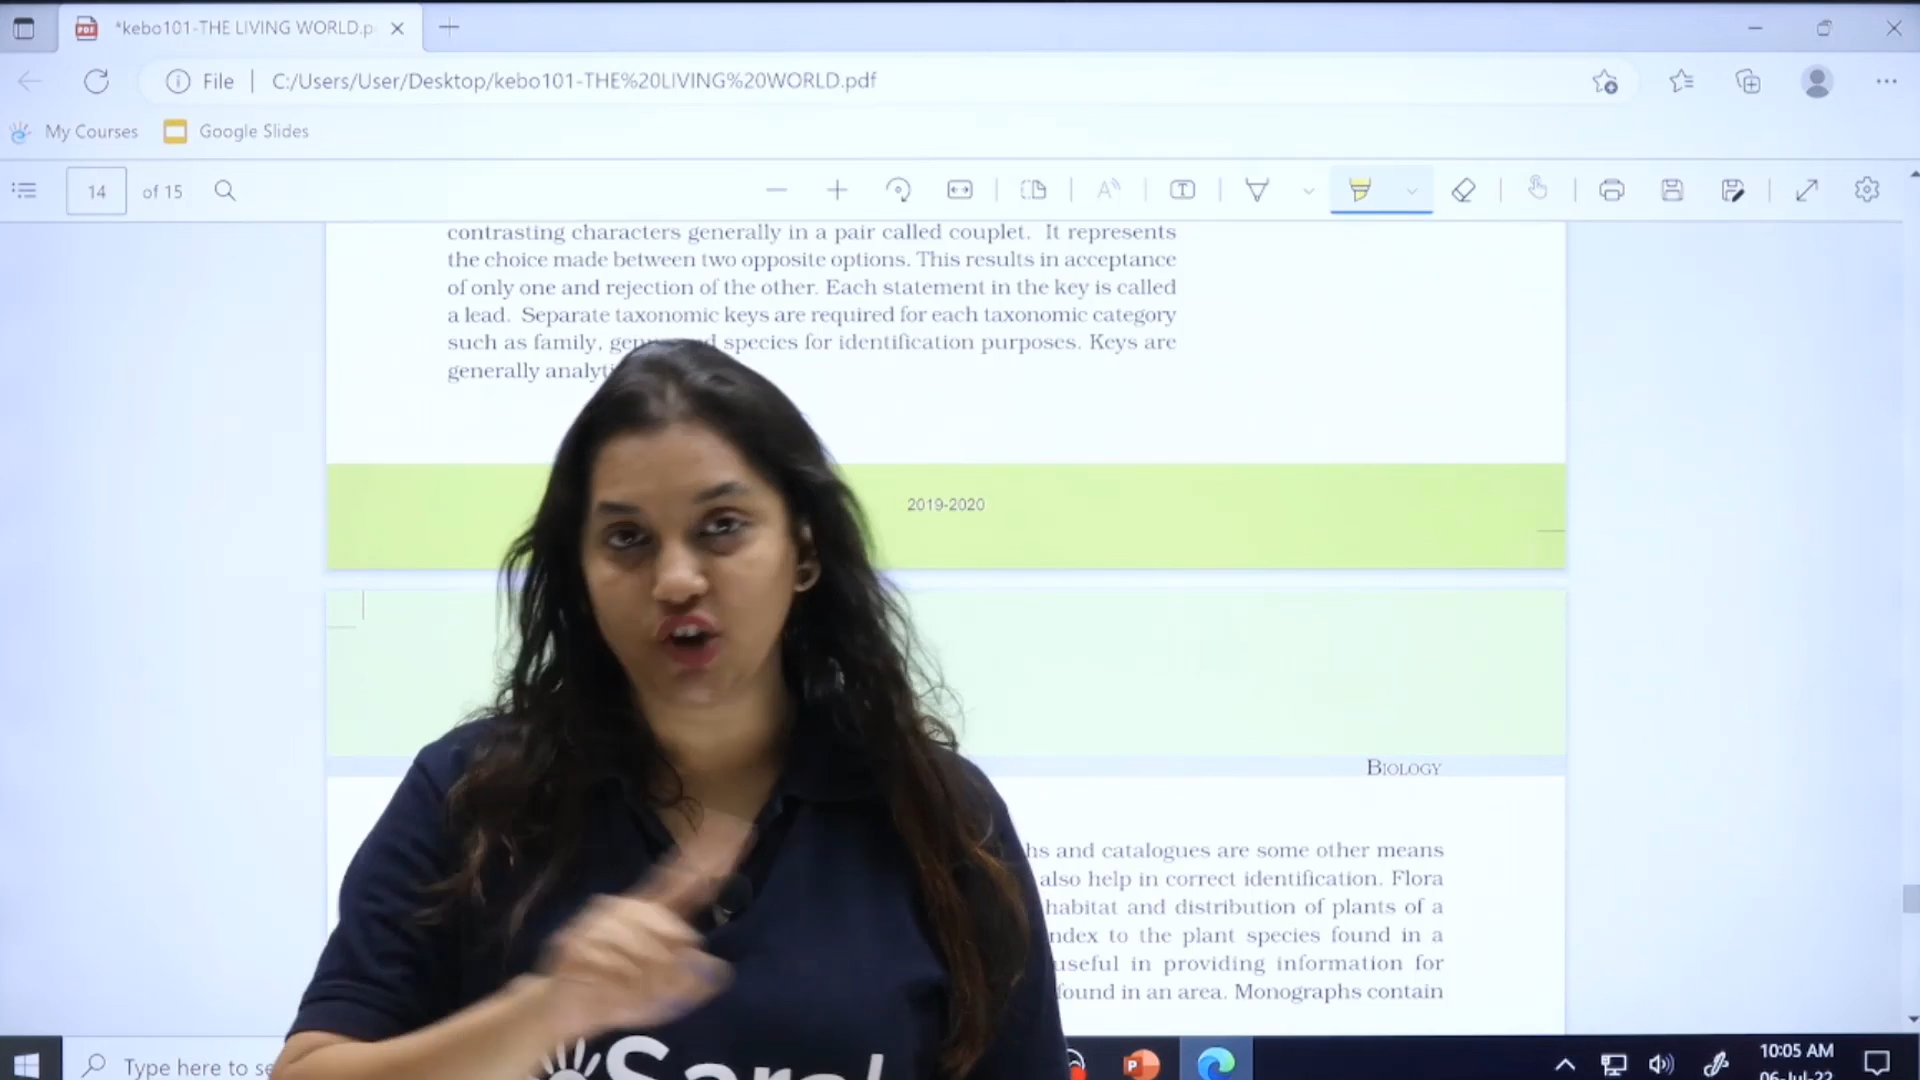 *kebo101-THE LIVING WORLD.p
File
C:/Users/User/Desktop/kebo101-THE%20LIVING%20WORLD.pdf
My Courses
Google Slides
14
of 15
contrasting characters generally in a pair called couplet. It represents
the choice made between two opposite options. This results in acceptance
of only one and rejection of the other. Each statement in the key is called
a lead. Separate taxonomic keys are required for each taxonomic category
such as family, species for identification purposes. Keys are
generally
2019-2020
BIOLOGY
and catalogues are some other means
also help in correct identification. Flora
habitat and distribution of plants of a
to the plant species found in a
useful in providing information for
found in an area. Monographs contain
Type here to
10:05 AM
06-Jul-22